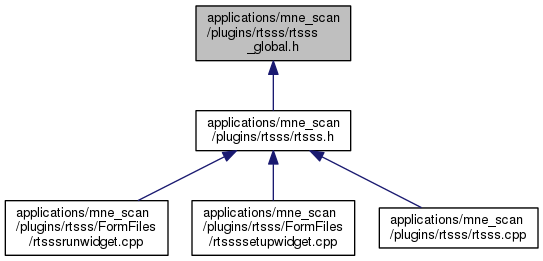 applications/mne_scan
/plugins/rtsss/rtsss
_global.h
applications/mne_scan
/plugins/rtsss/rtsss.h
applications/mne_scan
/plugins/rtsss/FormFiles
/rtsssrunwidget.cpp
applications/mne_scan
/plugins/rtsss/FormFiles
/rtssssetupwidget.cpp
applications/mne_scan
/plugins/rtsss/rtsss.cpp